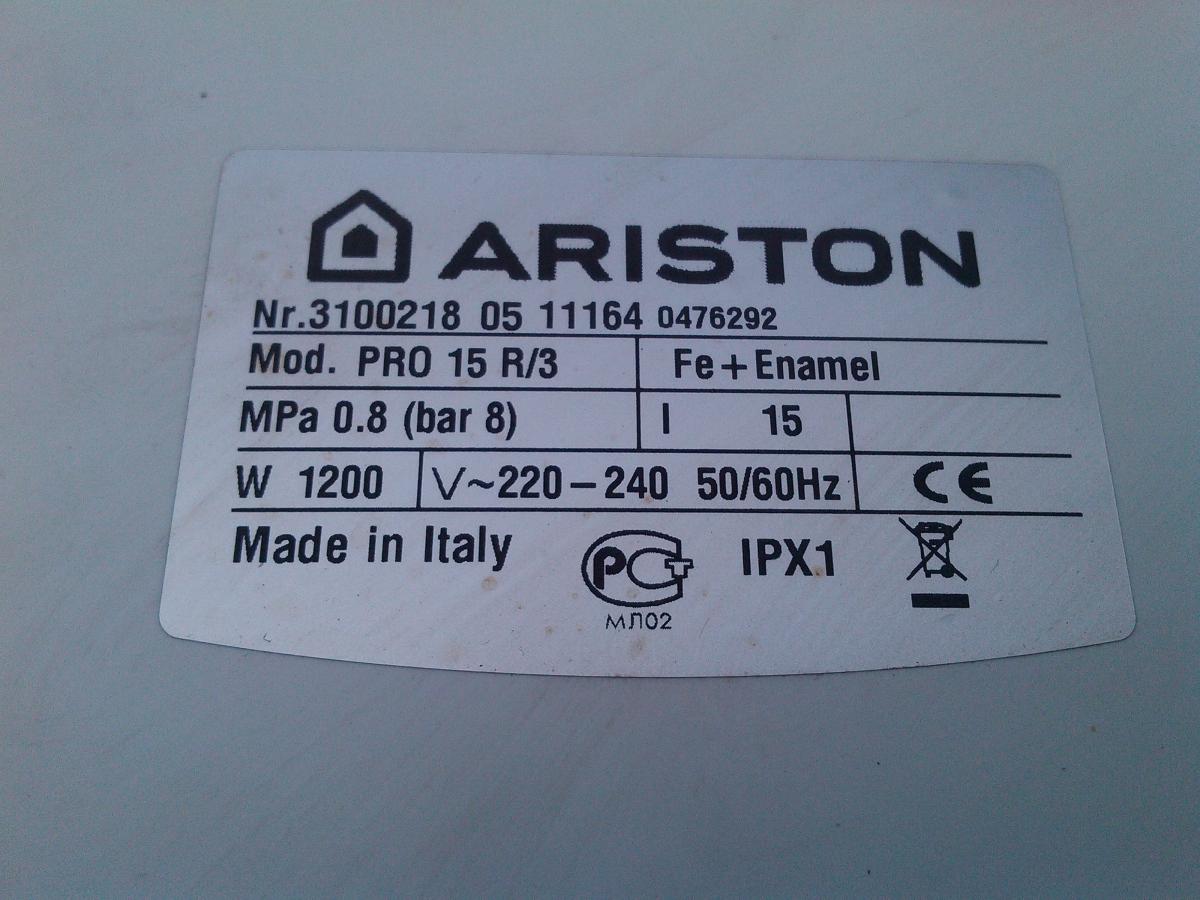 ARISTON
Nr.3100218 05 11164 0476292
Mod. PRO 15 R/3 Fe+Enamel
MPa 0.8 (bar 8) l 15
W 1200 V~220-240 50/60Hz CE
Made in Italy РСТ IPX1
МЛ02